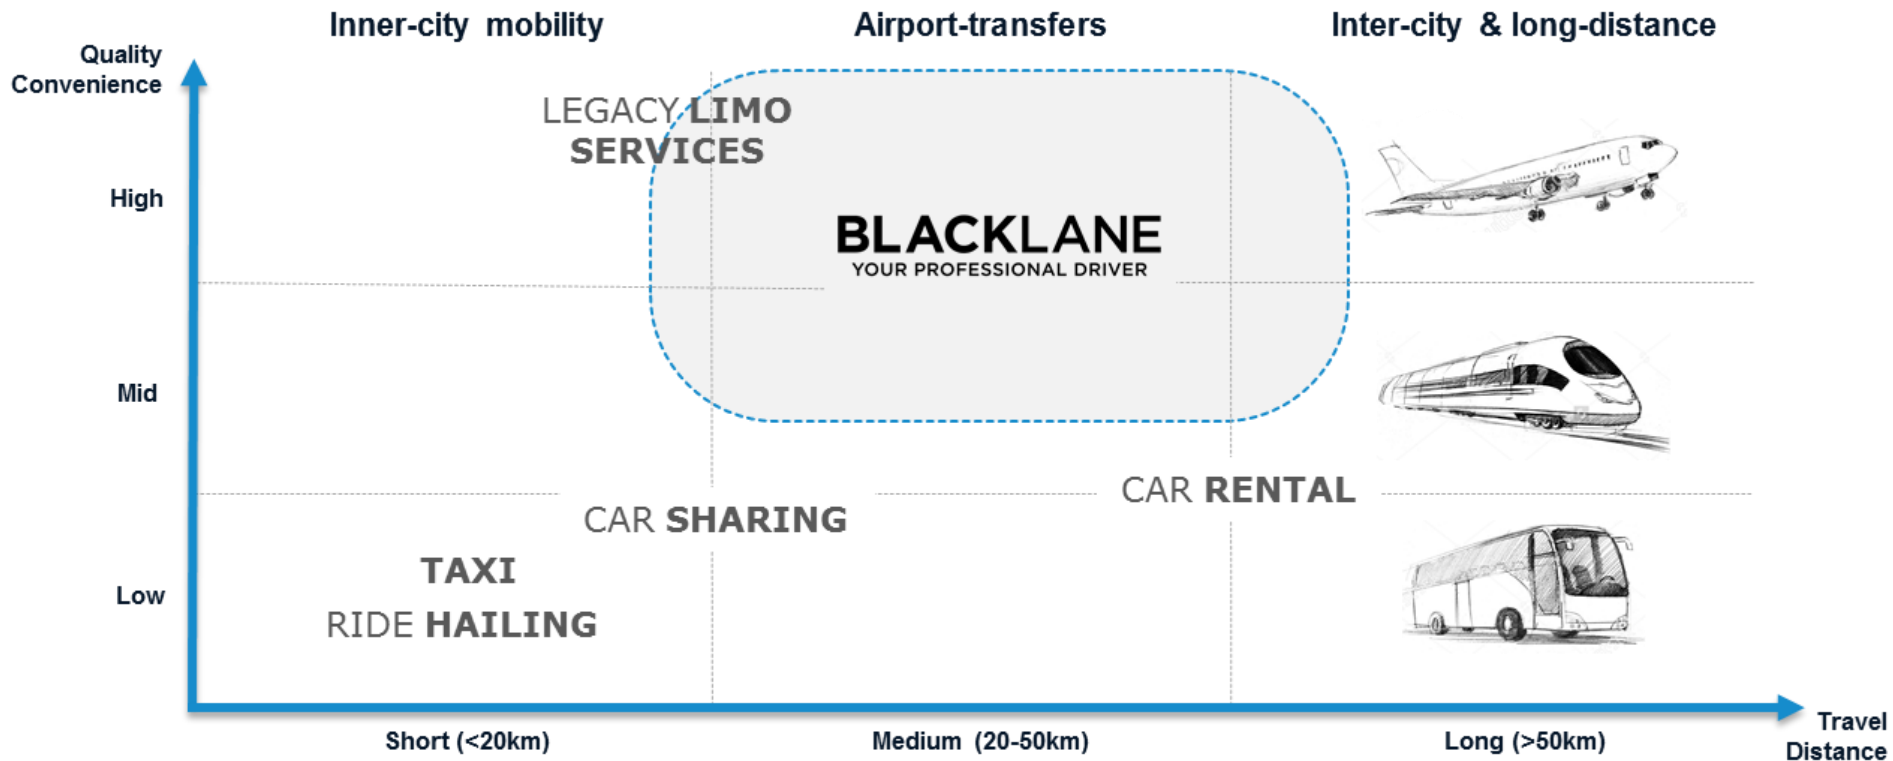 Inner-city mobility
Airport-transfers
Inter-city & long-distance
Quality
Convenience
LEGACY LIMO
SERVICES
High
BLACKLANE
YOUR PROFESSIONAL DRIVER
Mid
CAR RENTAL
CAR SHARING
TAXI
Low
RIDE HAILING
Short (<20km)
Medium (20-50km)
Long (>50km)
Travel
Distance